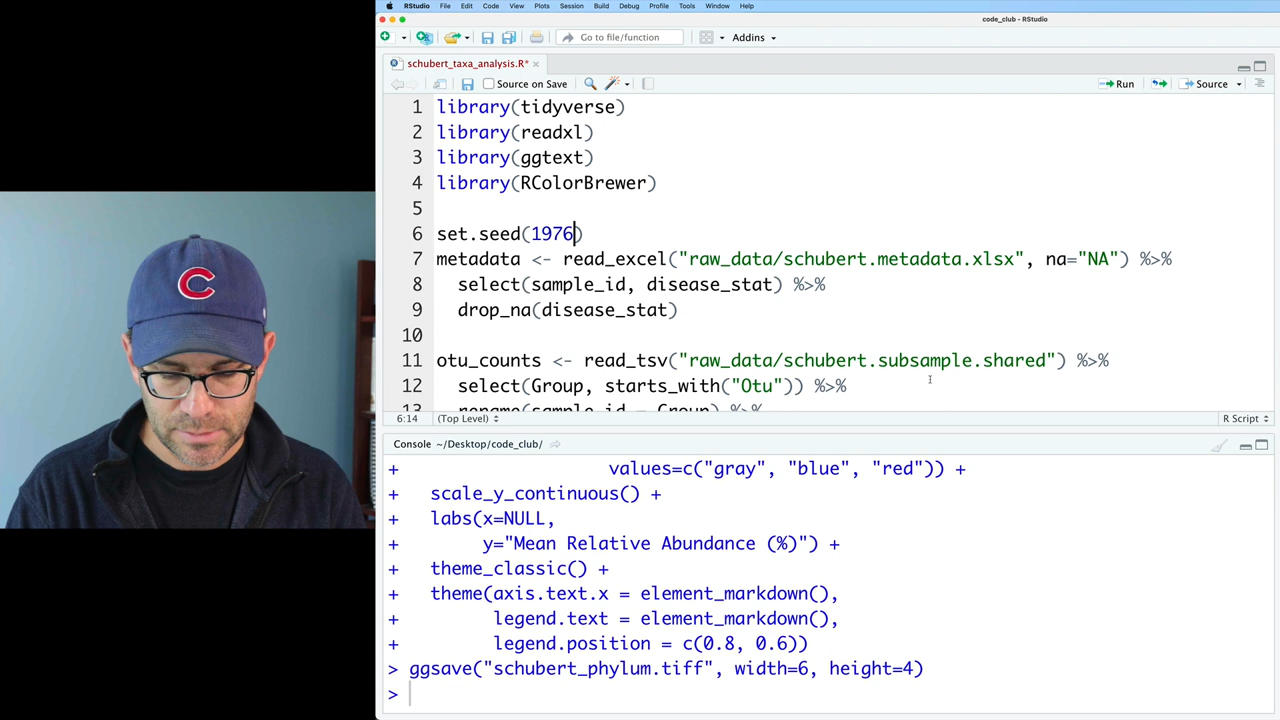 RStudio File Edit Code View Plots Session Build Debug Profile Tools Window Help
code_club - RStudio
Go to file/function Addins
schubert_taxa_analysis.R*
Source on Save Run Source
1 library(tidyverse)
2 library(readxl)
3 library(ggtext)
4 library(RColorBrewer)
5
6 set.seed(1976)
7 metadata <- read_excel("raw_data/schubert.metadata.xlsx", na="NA") %>%
8 select(sample_id, disease_stat) %>%
9 drop_na(disease_stat)
10
11 otu_counts <- read_tsv("raw_data/schubert.subsample.shared") %>%
12 select(Group, starts_with("Otu")) %>%
13 rename(sample_id = Group) %>%
6:14 (Top Level) R Script
Console ~/Desktop/code_club/
+ values=c("gray", "blue", "red")) +
+ scale_y_continuous() +
+ labs(x=NULL,
+ y="Mean Relative Abundance (%)") +
+ theme_classic() +
+ theme(axis.text.x = element_markdown(),
+ legend.text = element_markdown(),
+ legend.position = c(0.8, 0.6))
> ggsave("schubert_phylum.tiff", width=6, height=4)
>
C